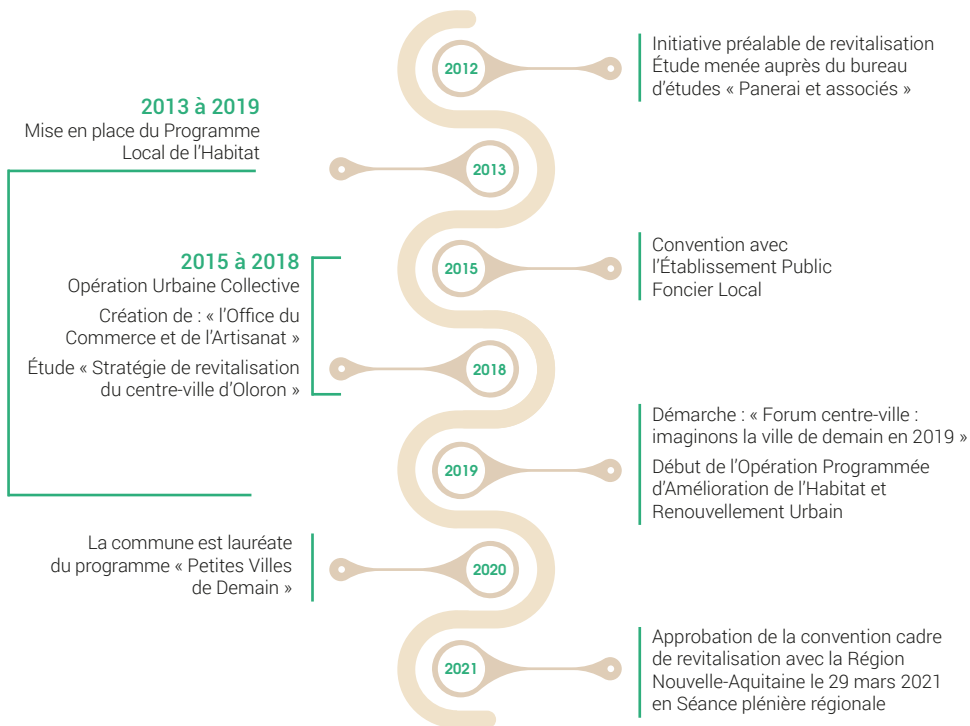 2012
Initiative préalable de revitalisation
Étude menée auprès du bureau
d'études « Panerai et associés »
2013 à 2019
Mise en place du Programme
Local de l'Habitat
2013
2015 à 2018
Opération Urbaine Collective
Création de : « l'Office du
Commerce et de l'Artisanat »
Étude « Stratégie de revitalisation
du centre-ville d'Oloron »
2015
Convention avec
l'Établissement Public
Foncier Local
2018
2019
Démarche : « Forum centre-ville :
imaginons la ville de demain en 2019 »
Début de l'Opération Programmée
d'Amélioration de l'Habitat et
Renouvellement Urbain
La commune est lauréate
du programme « Petites Villes
de Demain »
2020
2021
Approbation de la convention cadre
de revitalisation avec la Région
Nouvelle-Aquitaine le 29 mars 2021
en Séance plénière régionale